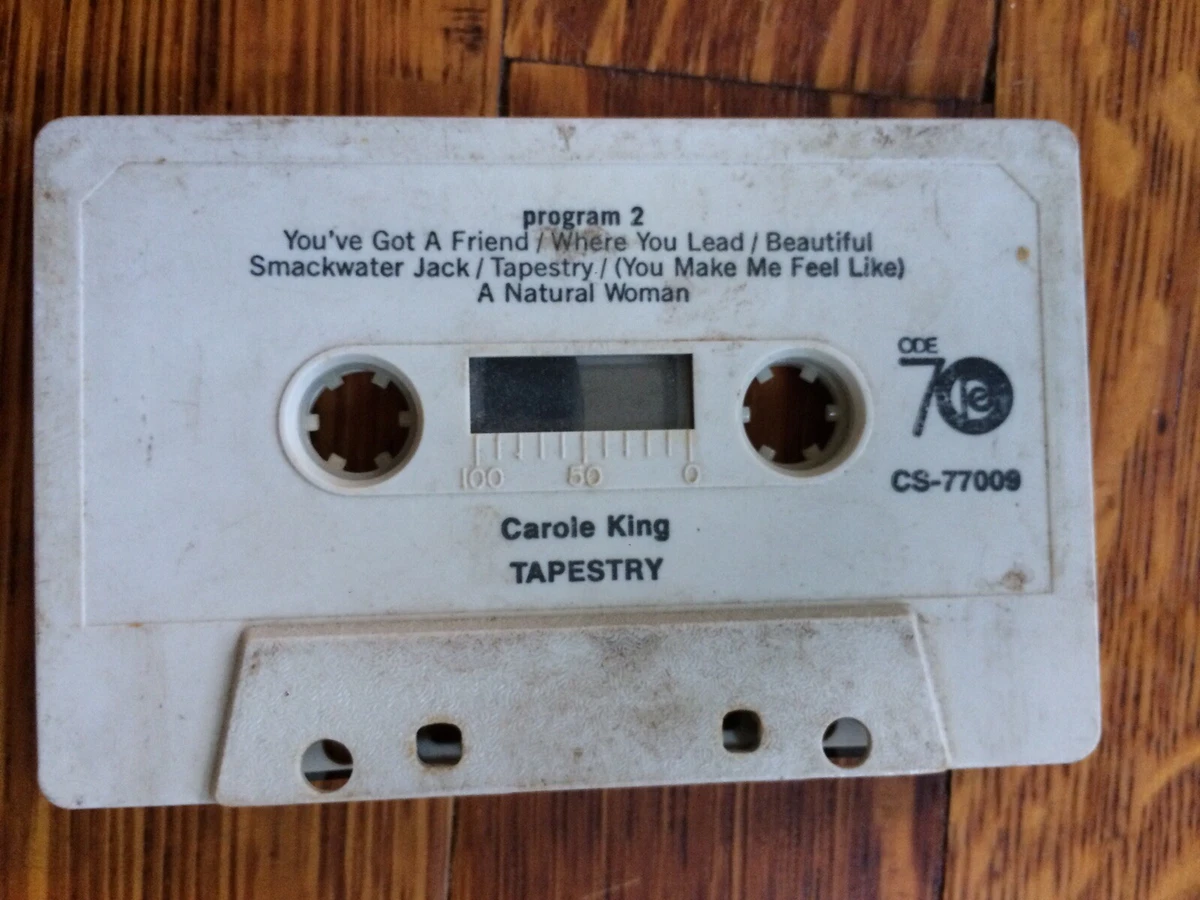 program 2
You've Got A Friend / Where You Lead / Beautiful
Smackwater Jack / Tapestry / (You Make Me Feel Like)
A Natural Woman
ODE
70
CS-77009
100 50 0
Carole King
TAPESTRY